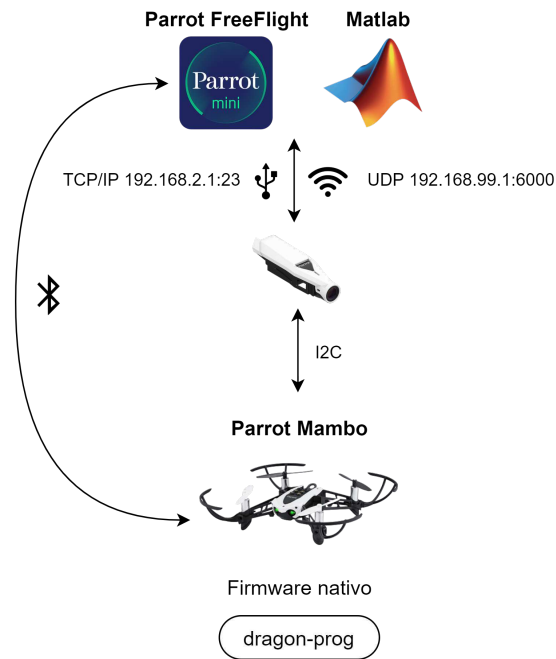 Parrot FreeFlight
Matlab
Parrot
mini
TCP/IP 192.168.2.1:23
UDP 192.168.99.1:6000
I2C
Parrot Mambo
Firmware nativo
dragon-prog